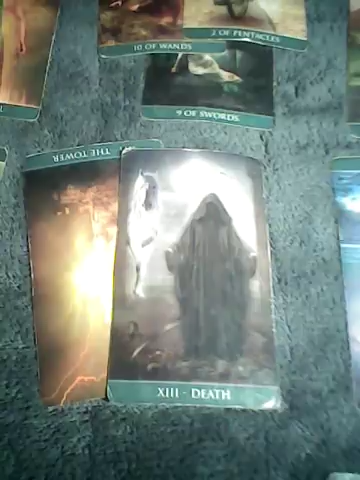 2 OF PENTACLES
10 OF WANDS
9 OF SWORDS
THE TOWER
XIII - DEATH